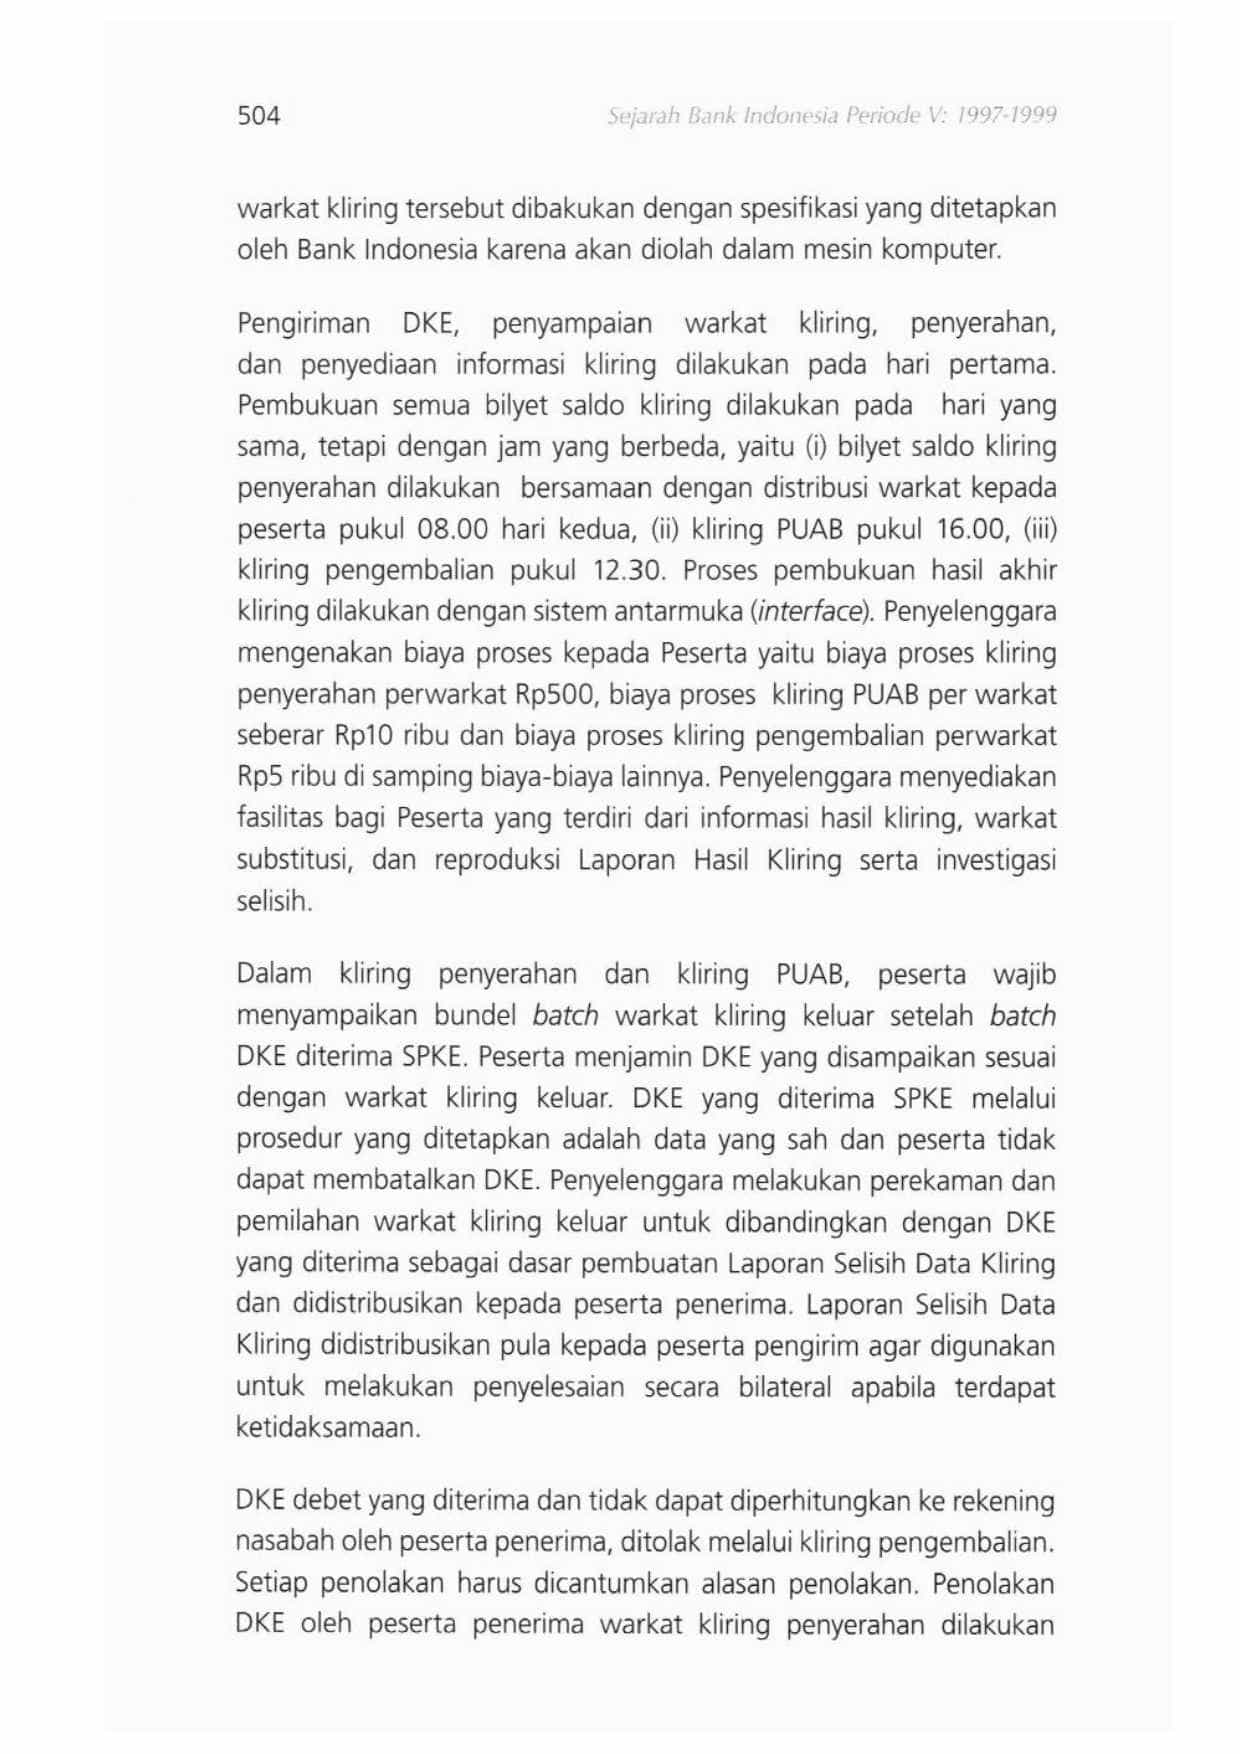 504
Sejarah Bank Indonesia Periode V: 1997-1999
warkat kliring tersebut dibakukan dengan spesifikasi yang ditetapkan
oleh Bank Indonesia karena akan diolah dalam mesin komputer.
Pengiriman DKE, penyampaian warkat kliring, penyerahan,
dan penyediaan informasi kliring dilakukan pada hari pertama.
Pembukuan semua bilyet saldo kliring dilakukan pada hari yang
sama, tetapi dengan jam yang berbeda, yaitu (i) bilyet saldo kliring
penyerahan dilakukan bersamaan dengan distribusi warkat kepada
peserta pukul 08.00 hari kedua, (ii) kliring PUAB pukul 16.00, (iii)
kliring pengembalian pukul 12.30. Proses pembukuan hasil akhir
kliring dilakukan dengan sistem antarmuka (interface). Penyelenggara
mengenakan biaya proses kepada Peserta yaitu biaya proses kliring
penyerahan perwarkat Rp500, biaya proses kliring PUAB per warkat
seberar Rp10 ribu dan biaya proses kliring pengembalian perwarkat
Rp5 ribu di samping biaya-biaya lainnya. Penyelenggara menyediakan
fasilitas bagi Peserta yang terdiri dari informasi hasil kliring, warkat
substitusi, dan reproduksi Laporan Hasil Kliring serta investigasi
selisih.
Dalam kliring penyerahan dan kliring PUAB, peserta wajib
menyampaikan bundel batch warkat kliring keluar setelah batch
DKE diterima SPKE. Peserta menjamin DKE yang disampaikan sesuai
dengan warkat kliring keluar. DKE yang diterima SPKE melalui
prosedur yang ditetapkan adalah data yang sah dan peserta tidak
dapat membatalkan DKE. Penyelenggara melakukan perekaman dan
pemilahan warkat kliring keluar untuk dibandingkan dengan DKE
yang diterima sebagai dasar pembuatan Laporan Selisih Data Kliring
dan didistribusikan kepada peserta penerima. Laporan Selisih Data
Kliring didistribusikan pula kepada peserta pengirim agar digunakan
untuk melakukan penyelesaian secara bilateral apabila terdapat
ketidaksamaan.
DKE debet yang diterima dan tidak dapat diperhitungkan ke rekening
nasabah oleh peserta penerima, ditolak melalui kliring pengembalian.
Setiap penolakan harus dicantumkan alasan penolakan. Penolakan
DKE oleh peserta penerima warkat kliring penyerahan dilakukan